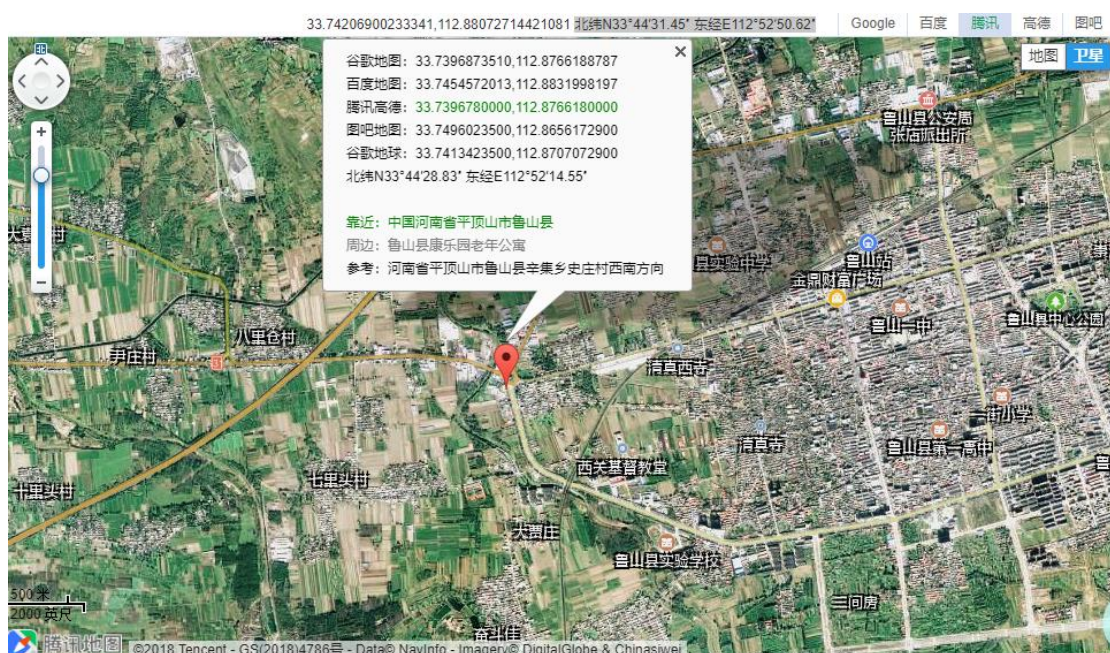 33.74206900233341,112.88072714421081 北纬N33°44'31.45" 东经E112°52'50.62" Google 百度 腾讯 高德 图吧
北
地图 卫星
谷歌地图：33.7396873510,112.8766188787
百度地图：33.7454572013,112.8831998197
腾讯高德：33.7396780000,112.8766180000
图吧地图：33.7496023500,112.8656172900
谷歌地球：33.7413423500,112.8707072900
北纬N33°44'28.83" 东经E112°52'14.55"
靠近：中国河南省平顶山市鲁山县
周边：鲁山县康乐园老年公寓
参考：河南省平顶山市鲁山县辛集乡史庄村西南方向
鲁山县公安局
张店派出所
县实验中学
鲁山站
金鼎财富广场
鲁山一中
鲁山县中心公园
八里仓村
尹庄村
清真西寺
一街小学
清真寺
鲁山县第一高中
西关基督教堂
七里头村
十里头村
大贾庄
鲁山县实验学校
三间房
奋斗佳
500 米
2000 英尺
腾讯地图 ©2018 Tencent - GS(2018)4786号 - Data© NavInfo - Imagery© DigitalGlobe & Chinasiwei